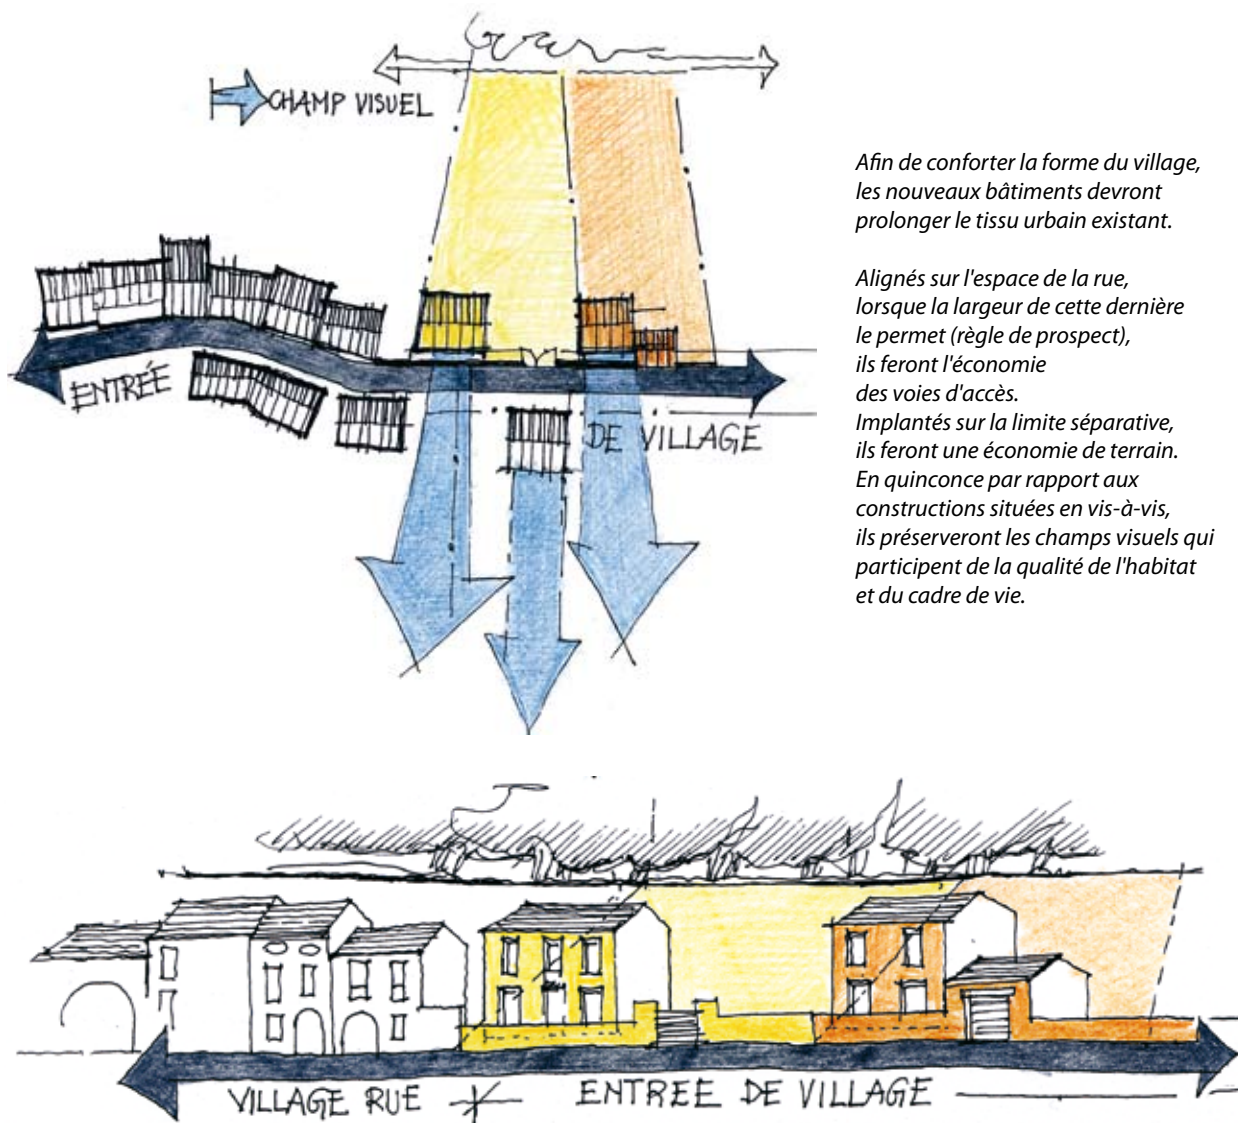 CHAMP VISUEL
Afin de conforter la forme du village,
les nouveaux bâtiments devront
prolonger le tissu urbain existant.
Alignés sur l'espace de la rue,
lorsque la largeur de cette dernière
le permet (règle de prospect),
ils feront l'économie
des voies d'accès.
Implantés sur la limite séparative,
ils feront une économie de terrain.
En quinconce par rapport aux
constructions situées en vis-à-vis,
ils préserveront les champs visuels qui
participent de la qualité de l'habitat
et du cadre de vie.
ENTRÉE
DE VILLAGE
VILLAGE RUE
ENTREE DE VILLAGE